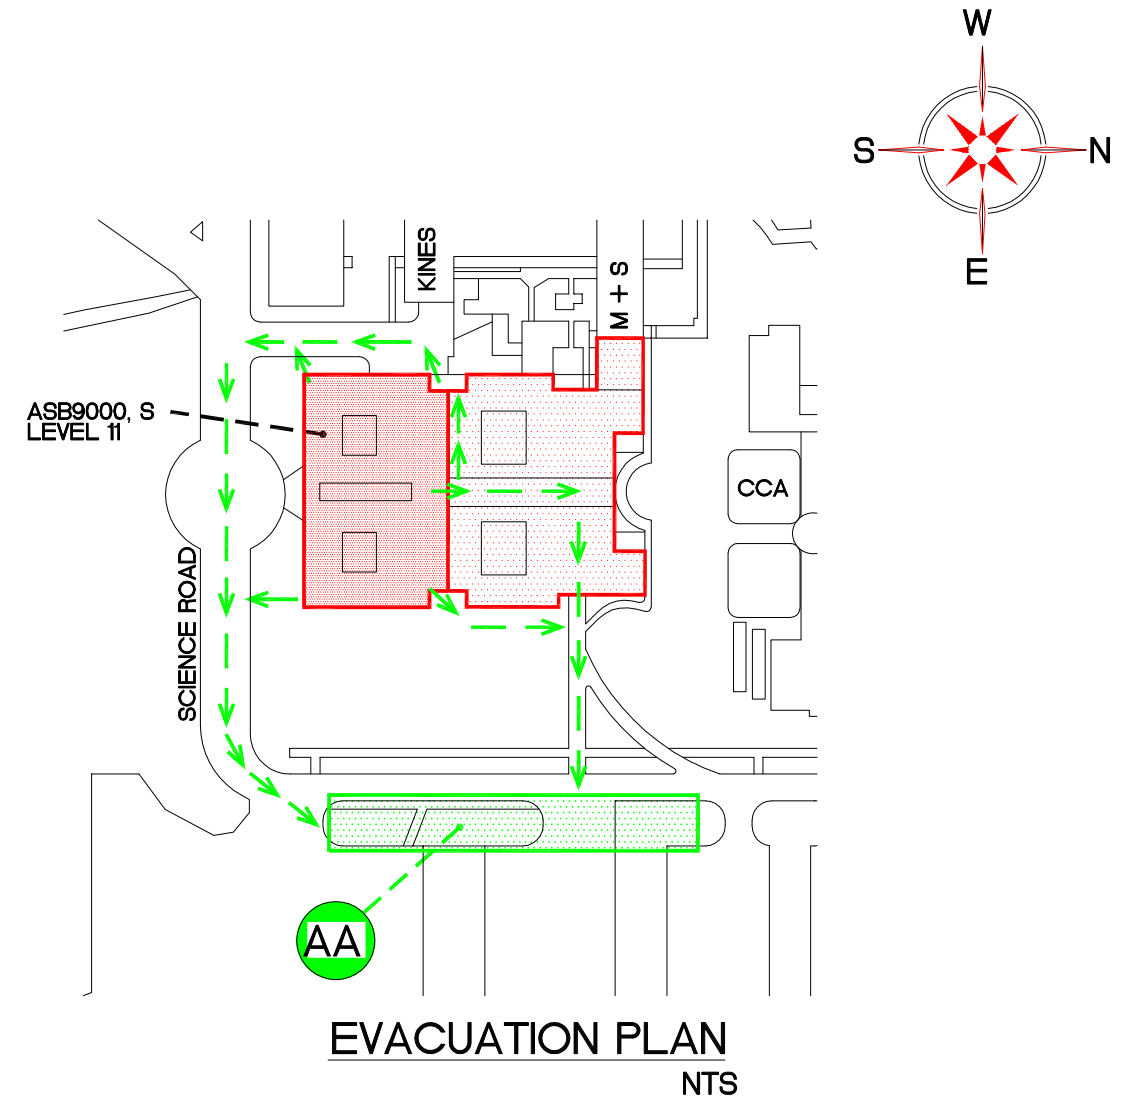 W
S
N
E
KINES
M + S
ASB9000, S
LEVEL 11
CCA
SCIENCE ROAD
AA
EVACUATION PLAN
NTS